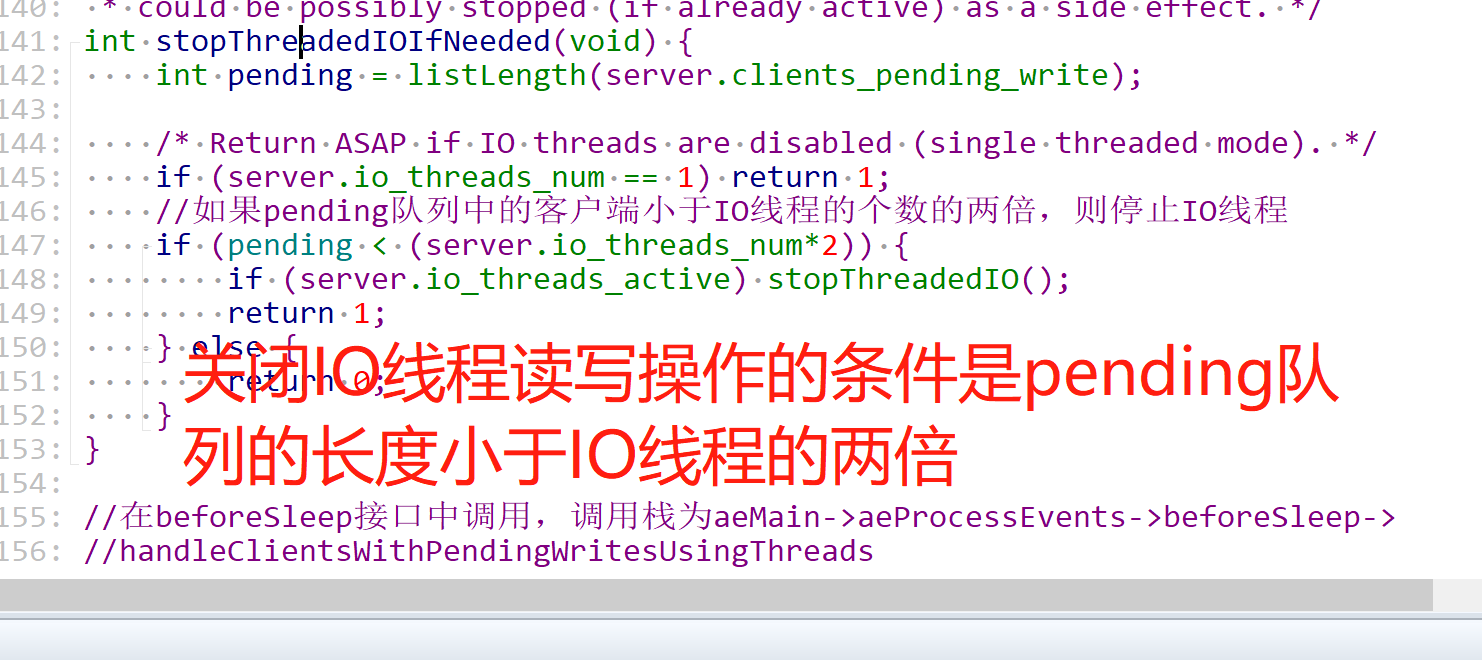 140: * could be possibly stopped (if already active) as a side effect. */
141: int stopThreadedIOIfNeeded(void) {
142: int pending = listLength(server.clients_pending_write);
143:
144: /* Return ASAP if IO threads are disabled (single threaded mode). */
145: if (server.io_threads_num == 1) return 1;
146: //如果pending队列中的客户端小于IO线程的个数的两倍，则停止IO线程
147: if (pending < (server.io_threads_num*2)) {
148: if (server.io_threads_active) stopThreadedIO();
149: return 1;
150: } else {
151: return 0;
152: }
153: }
154:
155: //在beforeSleep接口中调用，调用栈为aeMain->aeProcessEvents->beforeSleep->
156: //handleClientsWithPendingWritesUsingThreads
关闭IO线程读写操作的条件是pending队
列的长度小于IO线程的两倍